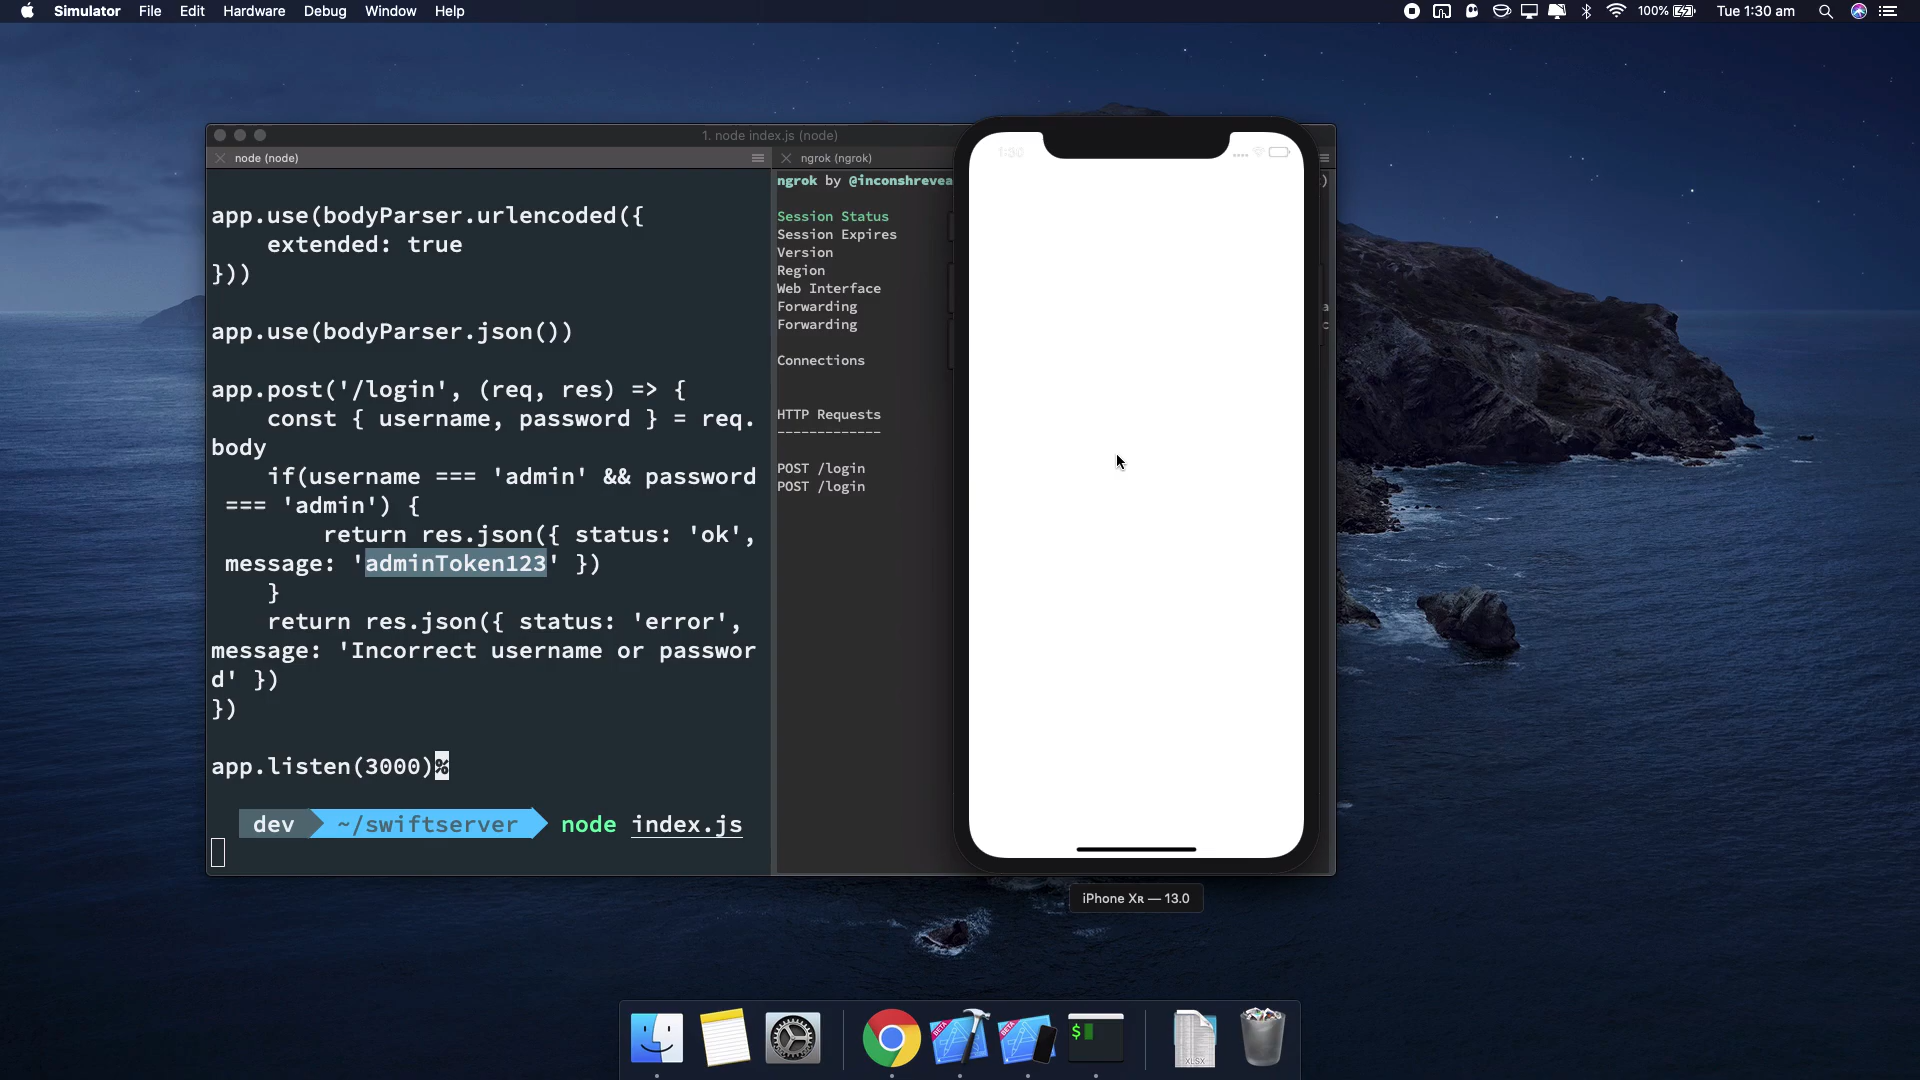 Simulator File Edit Hardware Debug Window Help
100% Tue 1:30 am
1. node index.js (node)
node (node)
ngrok (ngrok)
app.use(bodyParser.urlencoded({
extended: true
}))
app.use(bodyParser.json())
app.post('/login', (req, res) => {
const { username, password } = req.
body
if(username === 'admin' && password
=== 'admin') {
return res.json({ status: 'ok',
message: 'adminToken123' })
}
return res.json({ status: 'error',
message: 'Incorrect username or passwor
d' })
})
app.listen(3000)%
dev ~/swiftserver node index.js
ngrok by @inconshrevea
)
Session Status
Session Expires
Version
Region
Web Interface
Forwarding
a
Forwarding
c
Connections
HTTP Requests
-------------
POST /login
POST /login
1:30
iPhone Xʀ — 13.0
BETA
BETA
$
XLSX